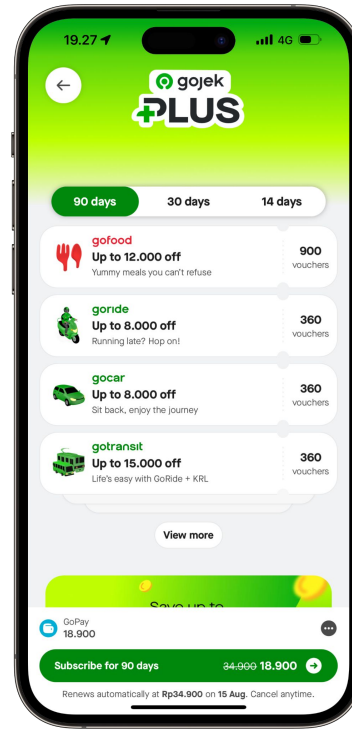 19.27
4G
gojek
PLUS
90 days
30 days
14 days
gofood
Up to 12.000 off
Yummy meals you can't refuse
900
vouchers
goride
Up to 8.000 off
Running late? Hop on!
360
vouchers
gocar
Up to 8.000 off
Sit back, enjoy the journey
360
vouchers
gotransit
Up to 15.000 off
Life's easy with GoRide + KRL
360
vouchers
View more
Save up to
GoPay
18.900
Subscribe for 90 days
34.900 18.900
Renews automatically at Rp34.900 on 15 Aug. Cancel anytime.